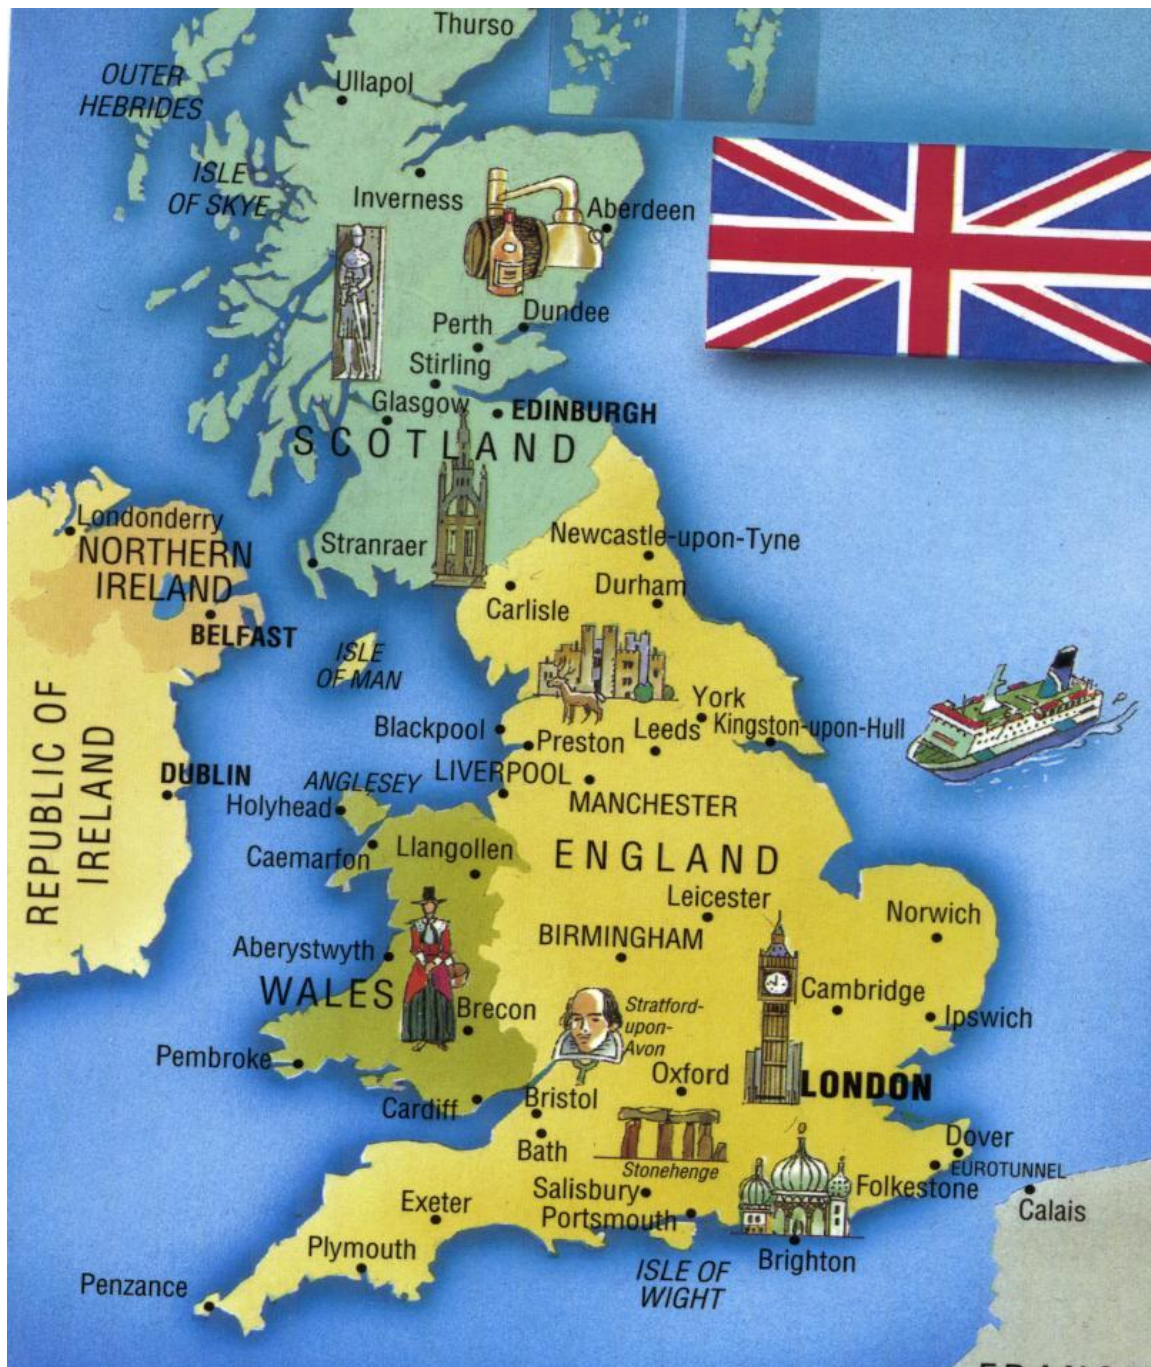 Thurso
OUTER
HEBRIDES
Ullapol
ISLE
OF SKYE
Inverness
Aberdeen
Dundee
Perth
Stirling
Glasgow
EDINBURGH
SCOTLAND
Londonderry
NORTHERN
IRELAND
BELFAST
Stranraer
Newcastle-upon-Tyne
Durham
Carlisle
ISLE
OF MAN
York
Blackpool
Leeds
Kingston-upon-Hull
Preston
REPUBLIC OF
IRELAND
DUBLIN
ANGLESEY
LIVERPOOL
Holyhead
MANCHESTER
Caemarfon
Llangollen
ENGLAND
Leicester
Norwich
BIRMINGHAM
Aberystwyth
WALES
Cambridge
Brecon
Stratford-
upon-
Avon
Ipswich
Pembroke
Oxford
LONDON
Cardiff
Bristol
Bath
Stonehenge
Dover
EUROTUNNEL
Folkestone
Calais
Salisbury
Portsmouth
Exeter
Plymouth
Brighton
Penzance
ISLE OF
WIGHT